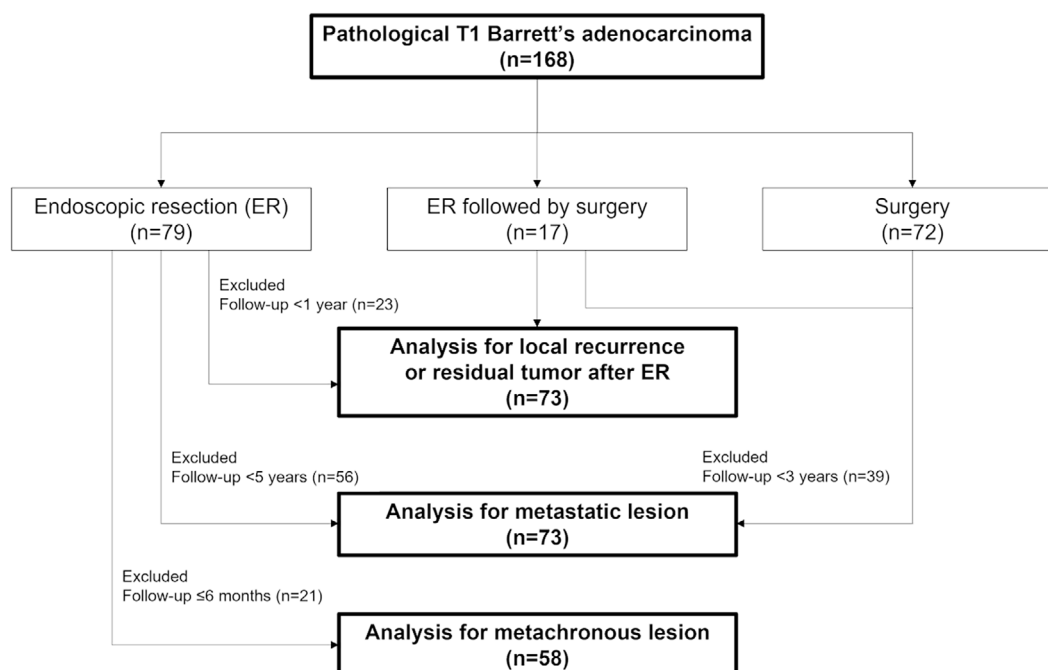 Pathological T1 Barrett's adenocarcinoma
(n=168)
Endoscopic resection (ER)
(n=79)
ER followed by surgery
(n=17)
Surgery
(n=72)
Excluded
Follow-up <1 year (n=23)
Analysis for local recurrence
or residual tumor after ER
(n=73)
Excluded
Follow-up <5 years (n=56)
Excluded
Follow-up <3 years (n=39)
Analysis for metastatic lesion
(n=73)
Excluded
Follow-up ≤6 months (n=21)
Analysis for metachronous lesion
(n=58)